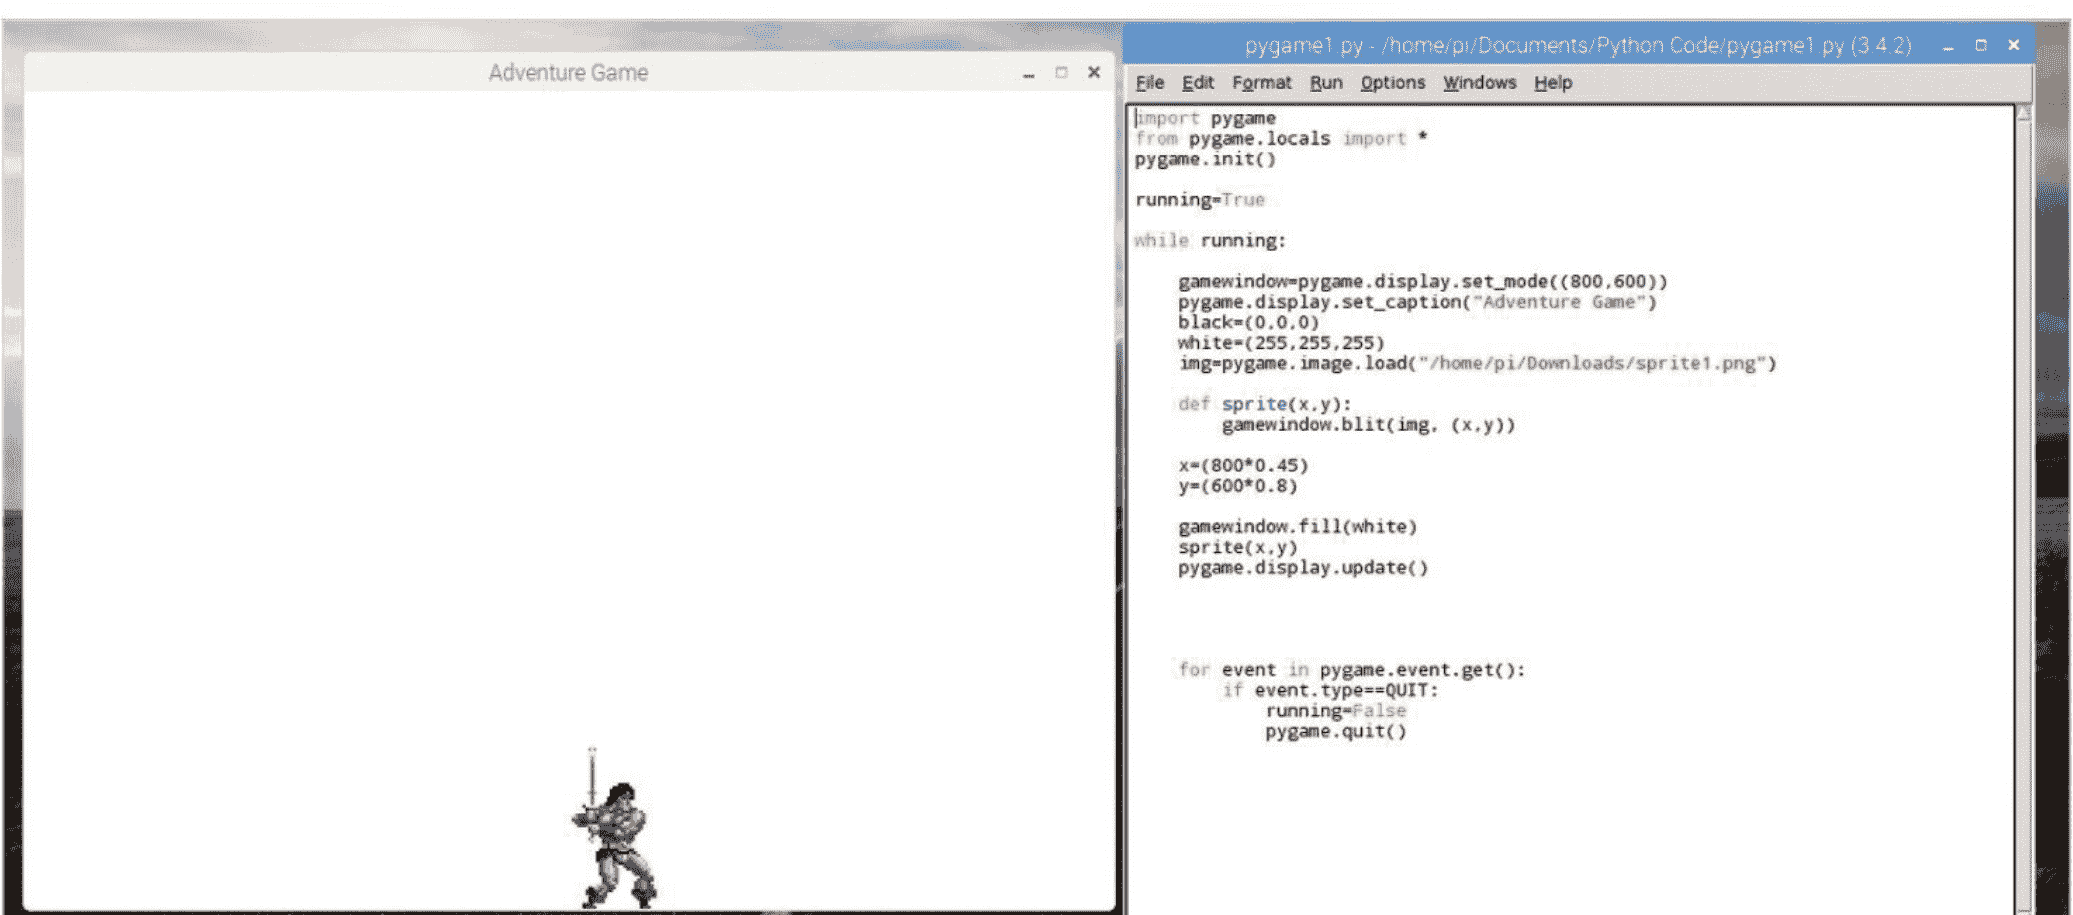 Adventure Game
pygame1.py - /home/pi/Documents/Python Code/pygame1.py (3.4.2)
File Edit Format Run Options Windows Help
import pygame
from pygame.locals import *
pygame.init()
running=True
while running:
gamewindow=pygame.display.set_mode((800,600))
pygame.display.set_caption("Adventure Game")
black=(0,0,0)
white=(255,255,255)
img=pygame.image.load("/home/pi/Downloads/sprite1.png")
def sprite(x,y):
gamewindow.blit(img, (x,y))
x=(800*0.45)
y=(600*0.8)
gamewindow.fill(white)
sprite(x,y)
pygame.display.update()
for event in pygame.event.get():
if event.type==QUIT:
running=False
pygame.quit()